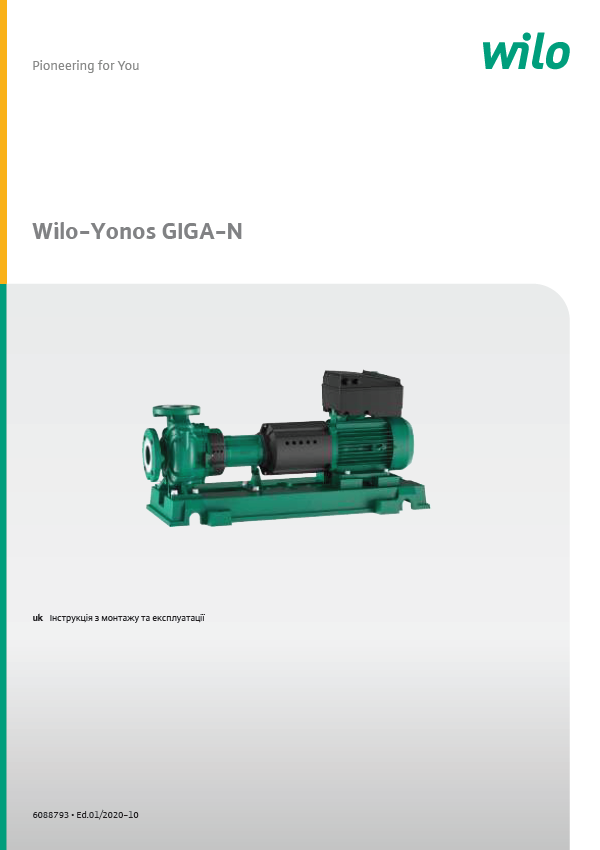 Pioneering for You
wilo
Wilo-Yonos GIGA-N
uk Інструкція з монтажу та експлуатації
6088793 • Ed.01/2020-10